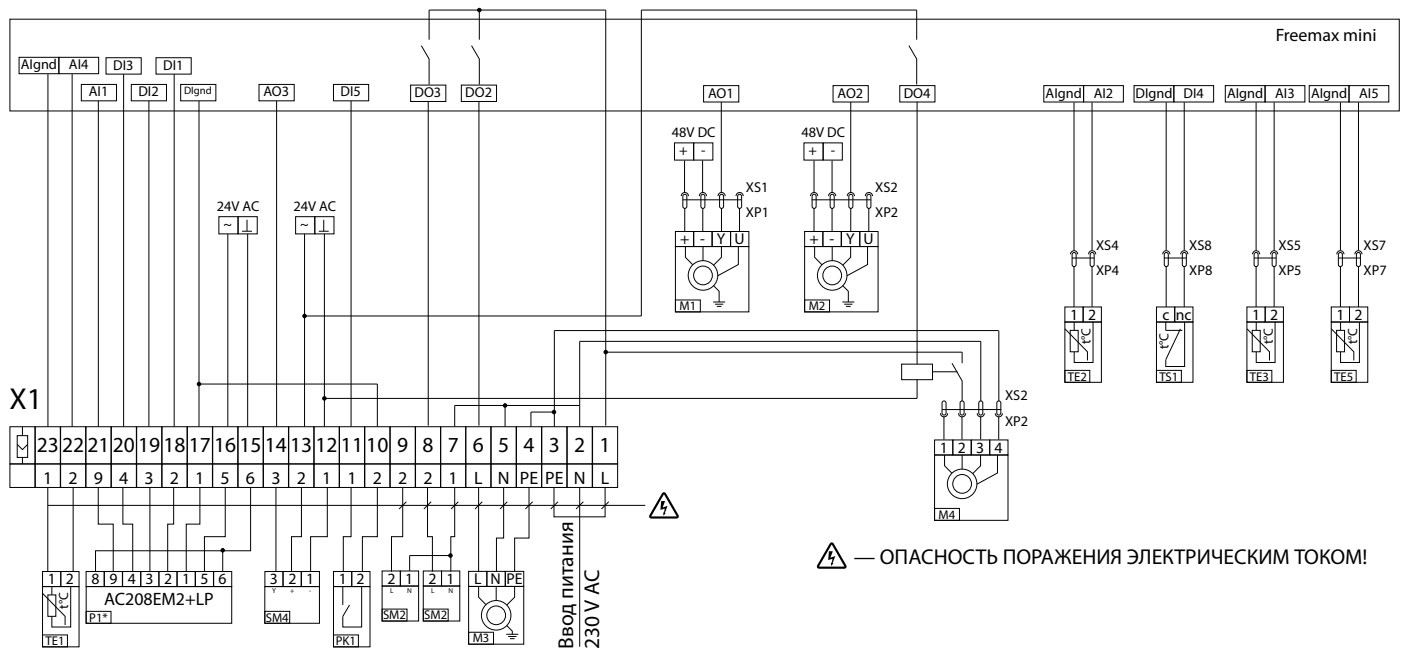 Freemax mini
AIgnd AI4 DI3 DI1
AI1 DI2 DIgnd AO3 DI5 DO3 DO2 AO1 AO2 DO4 AIgnd AI2 DIgnd DI4 AIgnd AI3 AIgnd AI5
48V DC 48V DC
+ - + -
XS1 XS2
XP1 XP2
24V AC 24V AC
~ ⊥ ~ ⊥
+ - Y U + - Y U
M1 M2
XS4 XS8 XS5 XS7
XP4 XP8 XP5 XP7
1 2 c nc 1 2 1 2
t°C t°C t°C t°C
TE2 TS1 TE3 TE5
X1
XS2
XP2
23 22 21 20 19 18 17 16 15 14 13 12 11 10 9 8 7 6 5 4 3 2 1
1 2 9 4 3 2 1 5 6 3 2 1 1 2 2 2 1 L N PE PE N L
1 2 3 4
M4
— ОПАСНОСТЬ ПОРАЖЕНИЯ ЭЛЕКТРИЧЕСКИМ ТОКОМ!
1 2 8 9 4 3 2 1 5 6 3 2 1 1 2 2 1 2 1 L N PE
Y + - L N L N
t°C
AC208EM2+LP
TE1 P1* SM4 PK1 SM2 SM2 M3
Ввод питания
230 V AC